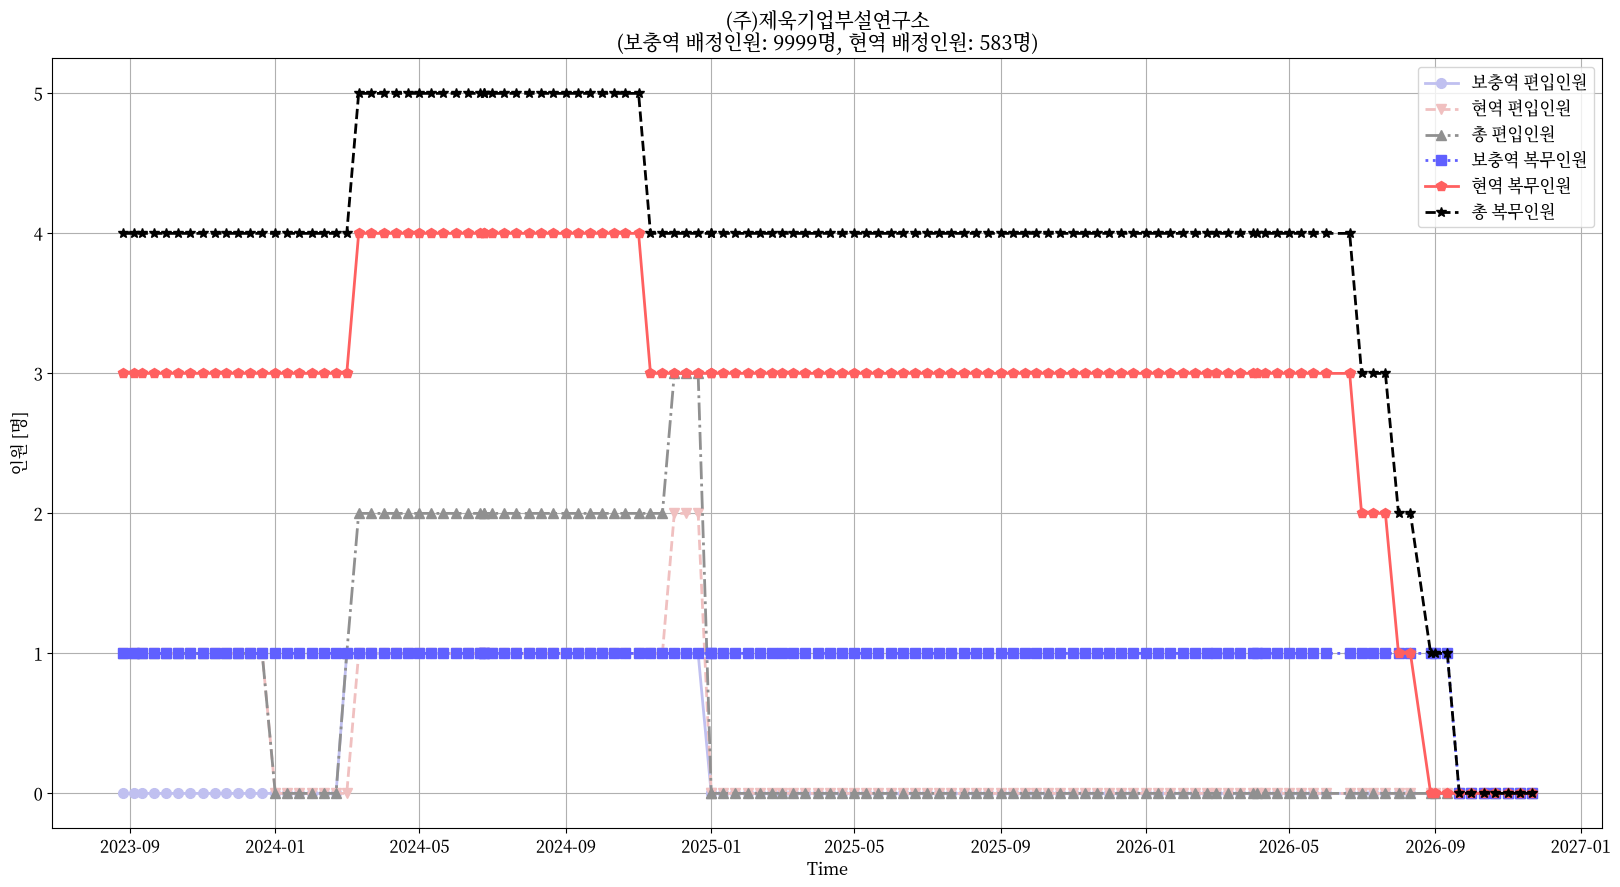 (주)제욱기업부설연구소
(보충역 배정인원: 9999명, 현역 배정인원: 583명)
보충역 편입인원
현역 편입인원
총 편입인원
보충역 복무인원
현역 복무인원
총 복무인원
인원 [명]
5
4
3
2
1
0
2023-09
2024-01
2024-05
2024-09
2025-01
2025-05
2025-09
2026-01
2026-05
2026-09
2027-01
Time